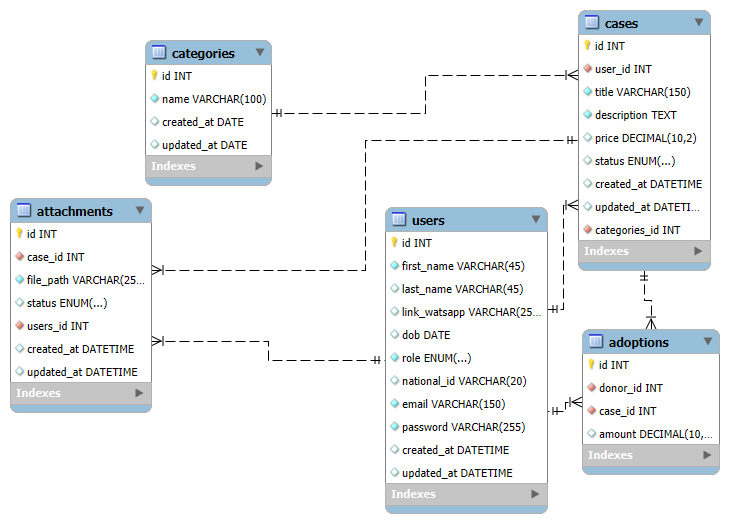 categories
id INT
name VARCHAR(100)
created_at DATE
updated_at DATE
Indexes
cases
id INT
user_id INT
title VARCHAR(150)
description TEXT
price DECIMAL(10,2)
status ENUM(...)
created_at DATETIME
updated_at DATETI...
categories_id INT
Indexes
attachments
id INT
case_id INT
file_path VARCHAR(25...
status ENUM(...)
users_id INT
created_at DATETIME
updated_at DATETIME
Indexes
users
id INT
first_name VARCHAR(45)
last_name VARCHAR(45)
link_watsapp VARCHAR(25...
dob DATE
role ENUM(...)
national_id VARCHAR(20)
email VARCHAR(150)
password VARCHAR(255)
created_at DATETIME
updated_at DATETIME
Indexes
adoptions
id INT
donor_id INT
case_id INT
amount DECIMAL(10,...
Indexes